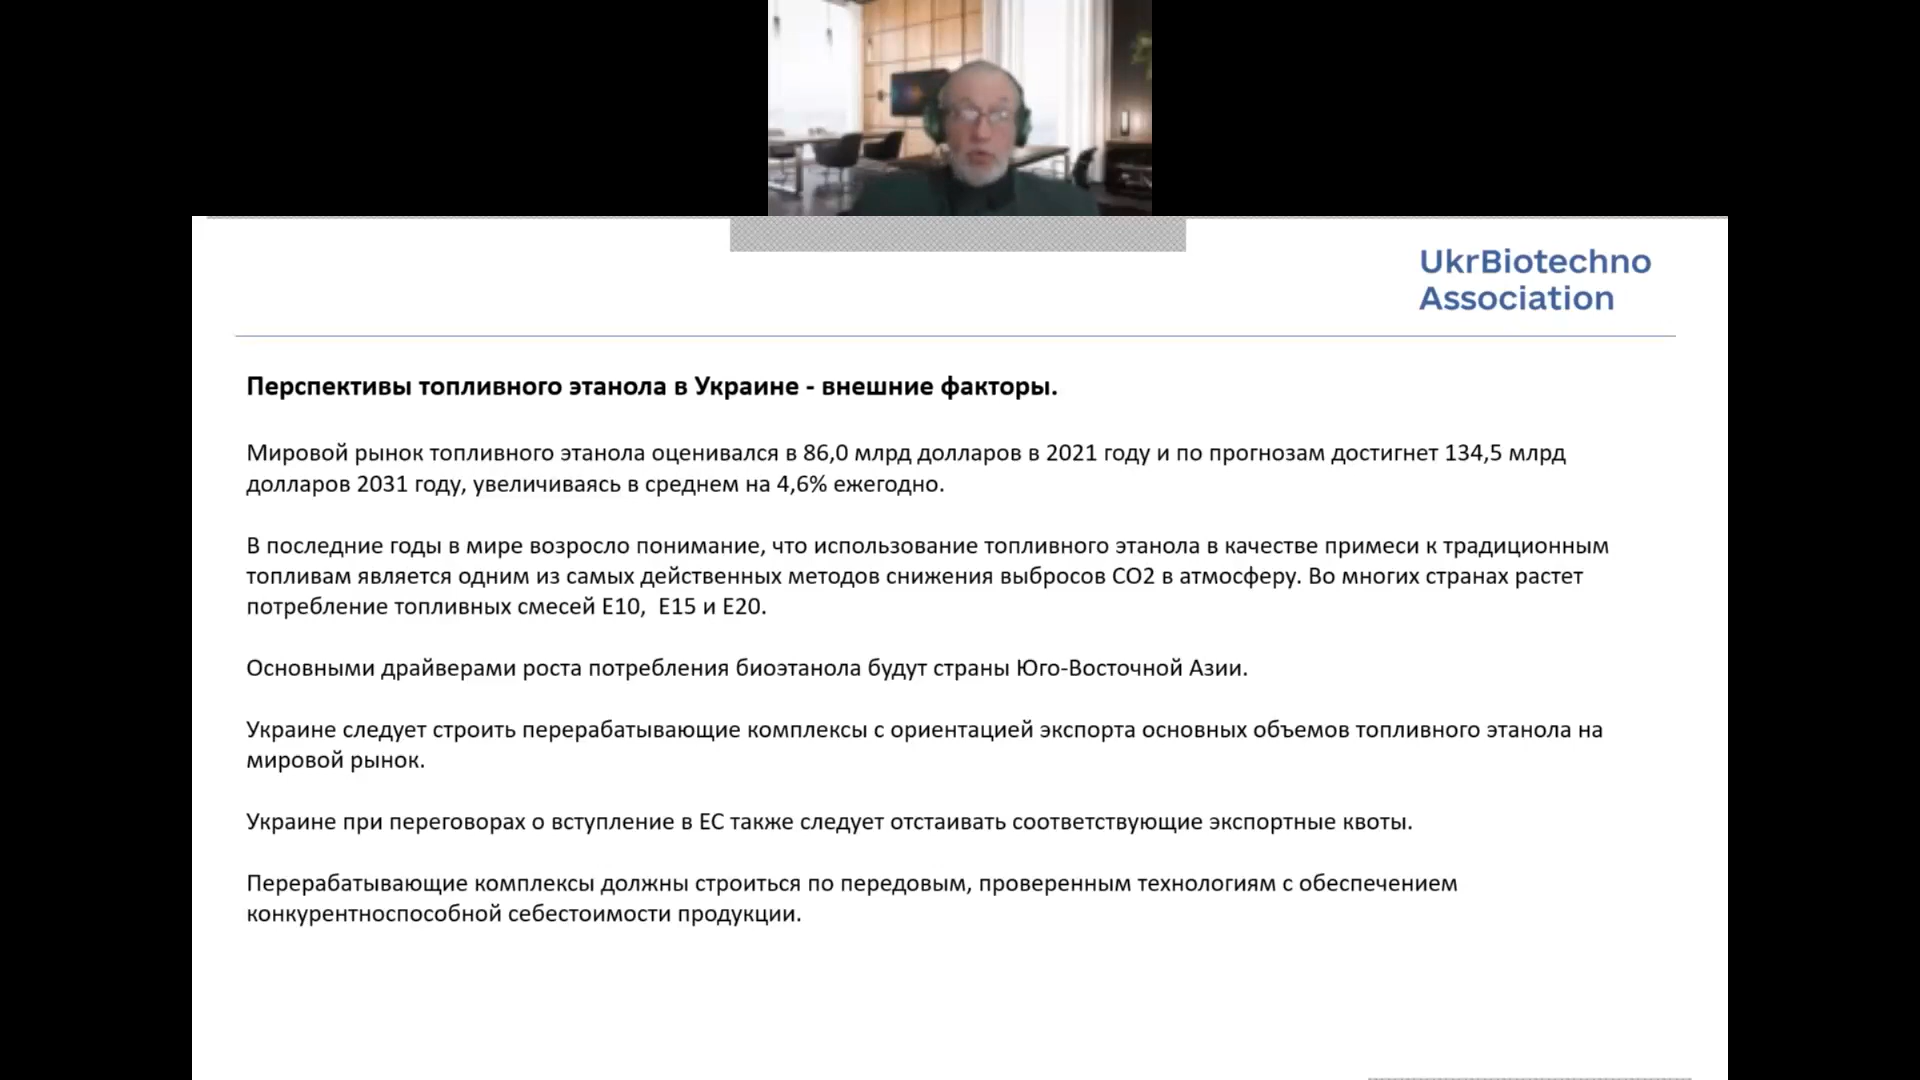 UkrBiotechno
Association
Перспективы топливного этанола в Украине - внешние факторы.
Мировой рынок топливного этанола оценивался в 86,0 млрд долларов в 2021 году и по прогнозам достигнет 134,5 млрд
долларов 2031 году, увеличиваясь в среднем на 4,6% ежегодно.
В последние годы в мире возросло понимание, что использование топливного этанола в качестве примеси к традиционным
топливам является одним из самых действенных методов снижения выбросов СО2 в атмосферу. Во многих странах растет
потребление топливных смесей Е10,  Е15 и Е20.
Основными драйверами роста потребления биоэтанола будут страны Юго-Восточной Азии.
Украине следует строить перерабатывающие комплексы с ориентацией экспорта основных объемов топливного этанола на
мировой рынок.
Украине при переговорах о вступление в ЕС также следует отстаивать соответствующие экспортные квоты.
Перерабатывающие комплексы должны строиться по передовым, проверенным технологиям с обеспечением
конкурентноспособной себестоимости продукции.